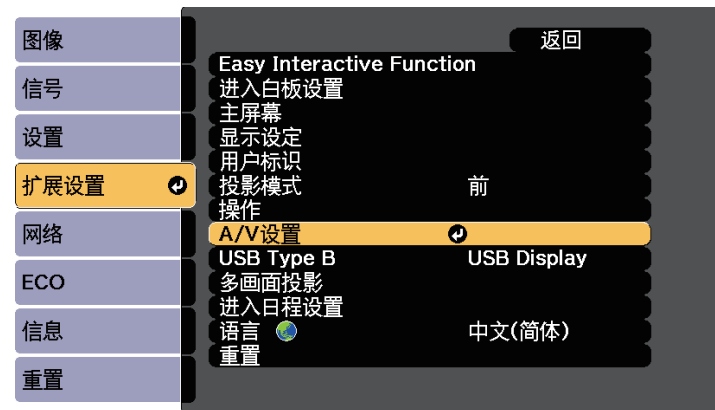 图像
信号
设置
扩展设置
网络
ECO
信息
重置
返回
Easy Interactive Function
进入白板设置
主屏幕
显示设定
用户标识
投影模式 前
操作
A/V设置
USB Type B USB Display
多画面投影
进入日程设置
语言 中文(简体)
重置